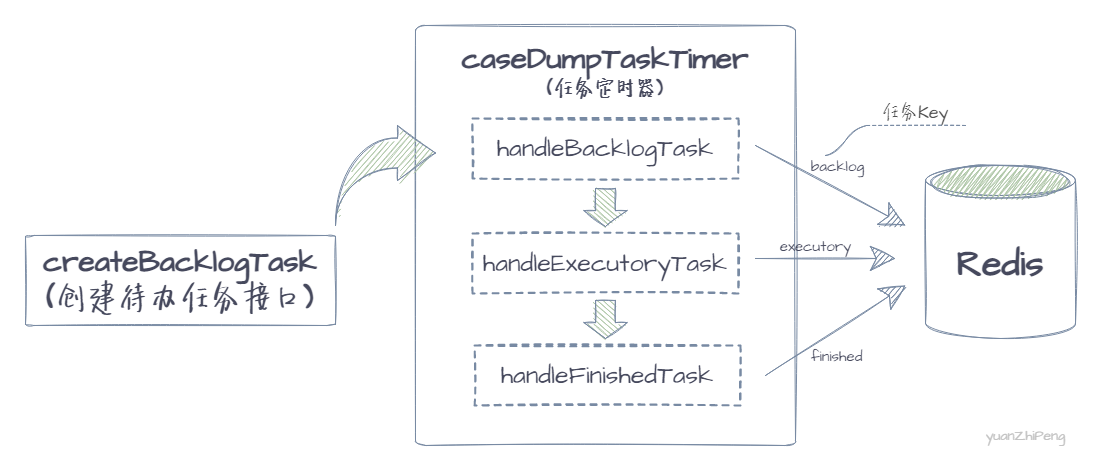 caseDumpTaskTimer
(任务定时器)
任务Key
handleBacklogTask
backlog
createBacklogTask
(创建待办任务接口)
handleExecutoryTask
executory
Redis
handleFinishedTask
finished
yuanZhiPeng